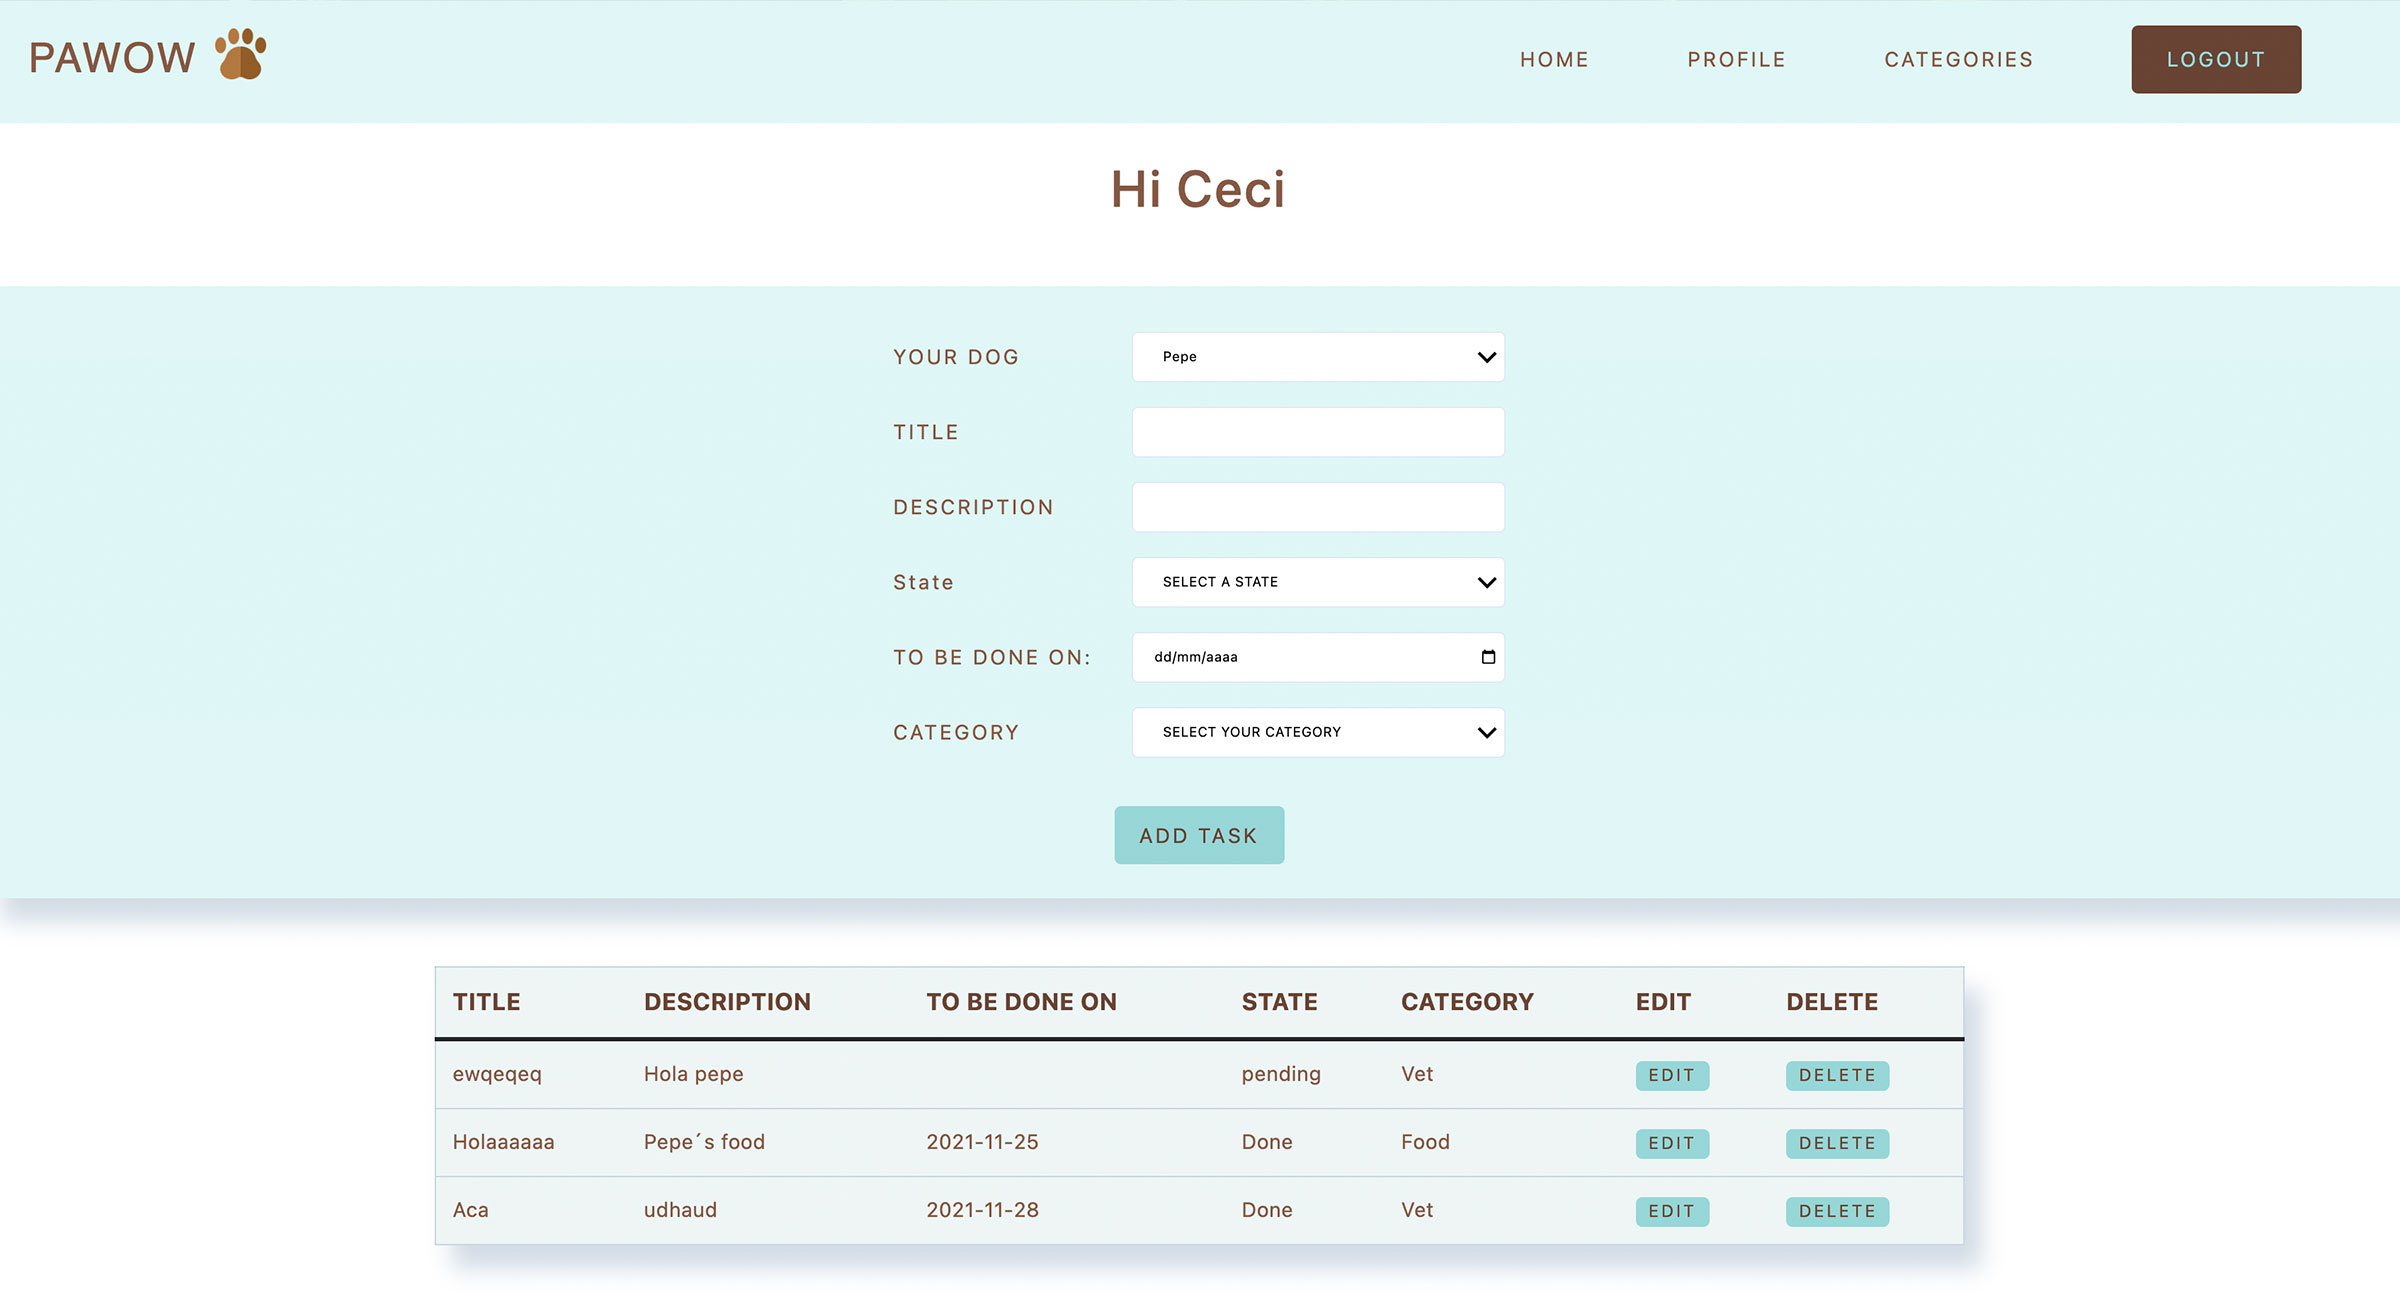 PAWOW HOME PROFILE CATEGORIES LOGOUT
Hi Ceci
YOUR DOG Pepe
TITLE
DESCRIPTION
State SELECT A STATE
TO BE DONE ON: dd/mm/aaaa
CATEGORY SELECT YOUR CATEGORY
ADD TASK
TITLE DESCRIPTION TO BE DONE ON STATE CATEGORY EDIT DELETE
ewqeqeq Hola pepe pending Vet EDIT DELETE
Holaaaaaa Pepe´s food 2021-11-25 Done Food EDIT DELETE
Aca udhaud 2021-11-28 Done Vet EDIT DELETE